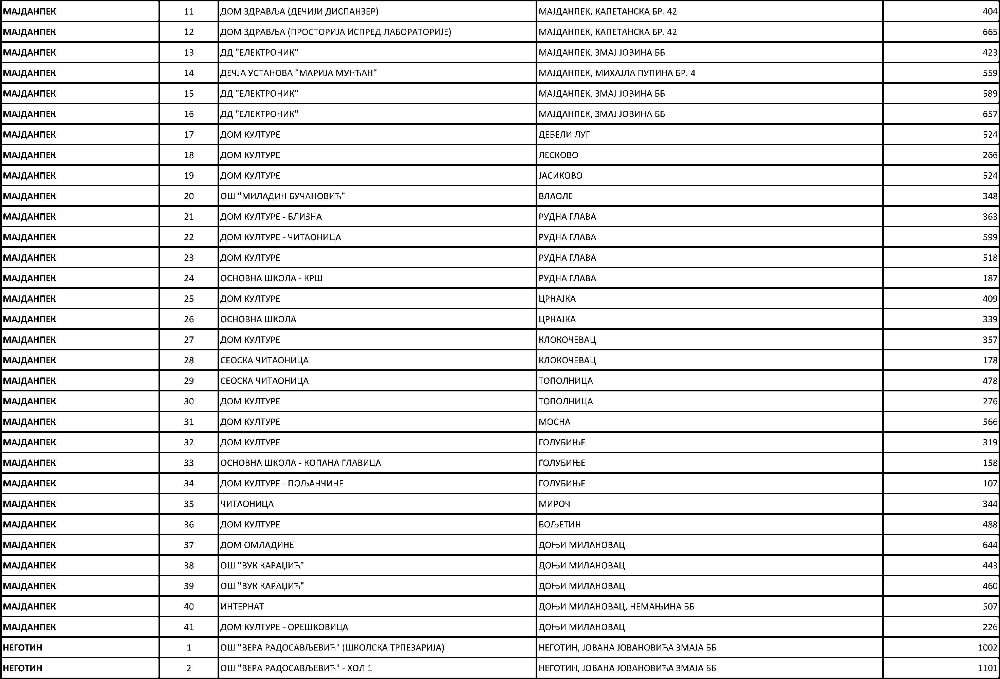 МАЈДАНПЕК 11 ДОМ ЗДРАВЉА (ДЕЧИЈИ ДИСПАНЗЕР) МАЈДАНПЕК, КАПЕТАНСКА БР. 42 404
МАЈДАНПЕК 12 ДОМ ЗДРАВЉА (ПРОСТОРИЈА ИСПРЕД ЛАБОРАТОРИЈЕ) МАЈДАНПЕК, КАПЕТАНСКА БР. 42 665
МАЈДАНПЕК 13 ДД "ЕЛЕКТРОНИК" МАЈДАНПЕК, ЗМАЈ ЈОВИНА ББ 423
МАЈДАНПЕК 14 ДЕЧЈА УСТАНОВА "МАРИЈА МУНЋАН" МАЈДАНПЕК, МИХАЈЛА ПУПИНА БР. 4 559
МАЈДАНПЕК 15 ДД "ЕЛЕКТРОНИК" МАЈДАНПЕК, ЗМАЈ ЈОВИНА ББ 589
МАЈДАНПЕК 16 ДД "ЕЛЕКТРОНИК" МАЈДАНПЕК, ЗМАЈ ЈОВИНА ББ 657
МАЈДАНПЕК 17 ДОМ КУЛТУРЕ ДЕБЕЛИ ЛУГ 524
МАЈДАНПЕК 18 ДОМ КУЛТУРЕ ЛЕСКОВО 266
МАЈДАНПЕК 19 ДОМ КУЛТУРЕ ЈАСИКОВО 524
МАЈДАНПЕК 20 ОШ "МИЛАДИН БУЧАНОВИЋ" ВЛАОЛЕ 348
МАЈДАНПЕК 21 ДОМ КУЛТУРЕ - БЛИЗНА РУДНА ГЛАВА 363
МАЈДАНПЕК 22 ДОМ КУЛТУРЕ - ЧИТАОНИЦА РУДНА ГЛАВА 599
МАЈДАНПЕК 23 ДОМ КУЛТУРЕ РУДНА ГЛАВА 518
МАЈДАНПЕК 24 ОСНОВНА ШКОЛА - КРШ РУДНА ГЛАВА 187
МАЈДАНПЕК 25 ДОМ КУЛТУРЕ ЦРНАЈКА 409
МАЈДАНПЕК 26 ОСНОВНА ШКОЛА ЦРНАЈКА 339
МАЈДАНПЕК 27 ДОМ КУЛТУРЕ КЛОКОЧЕВАЦ 357
МАЈДАНПЕК 28 СЕОСКА ЧИТАОНИЦА КЛОКОЧЕВАЦ 178
МАЈДАНПЕК 29 СЕОСКА ЧИТАОНИЦА ТОПОЛНИЦА 478
МАЈДАНПЕК 30 ДОМ КУЛТУРЕ ТОПОЛНИЦА 276
МАЈДАНПЕК 31 ДОМ КУЛТУРЕ МОСНА 566
МАЈДАНПЕК 32 ДОМ КУЛТУРЕ ГОЛУБИЊЕ 319
МАЈДАНПЕК 33 ОСНОВНА ШКОЛА - КОПАНА ГЛАВИЦА ГОЛУБИЊЕ 158
МАЈДАНПЕК 34 ДОМ КУЛТУРЕ - ПОЉАНЧИНЕ ГОЛУБИЊЕ 107
МАЈДАНПЕК 35 ЧИТАОНИЦА МИРОЧ 344
МАЈДАНПЕК 36 ДОМ КУЛТУРЕ БОЉЕТИН 488
МАЈДАНПЕК 37 ДОМ ОМЛАДИНЕ ДОЊИ МИЛАНОВАЦ 644
МАЈДАНПЕК 38 ОШ "ВУК КАРАЏИЋ" ДОЊИ МИЛАНОВАЦ 443
МАЈДАНПЕК 39 ОШ "ВУК КАРАЏИЋ" ДОЊИ МИЛАНОВАЦ 460
МАЈДАНПЕК 40 ИНТЕРНАТ ДОЊИ МИЛАНОВАЦ, НЕМАЊИНА ББ 507
МАЈДАНПЕК 41 ДОМ КУЛТУРЕ - ОРЕШКОВИЦА ДОЊИ МИЛАНОВАЦ 226
НЕГОТИН 1 ОШ "ВЕРА РАДОСАВЉЕВИЋ" (ШКОЛСКА ТРПЕЗАРИЈА) НЕГОТИН, ЈОВАНА ЈОВАНОВИЋА ЗМАЈА ББ 1002
НЕГОТИН 2 ОШ "ВЕРА РАДОСАВЉЕВИЋ" - ХОЛ 1 НЕГОТИН, ЈОВАНА ЈОВАНОВИЋА ЗМАЈА ББ 1101